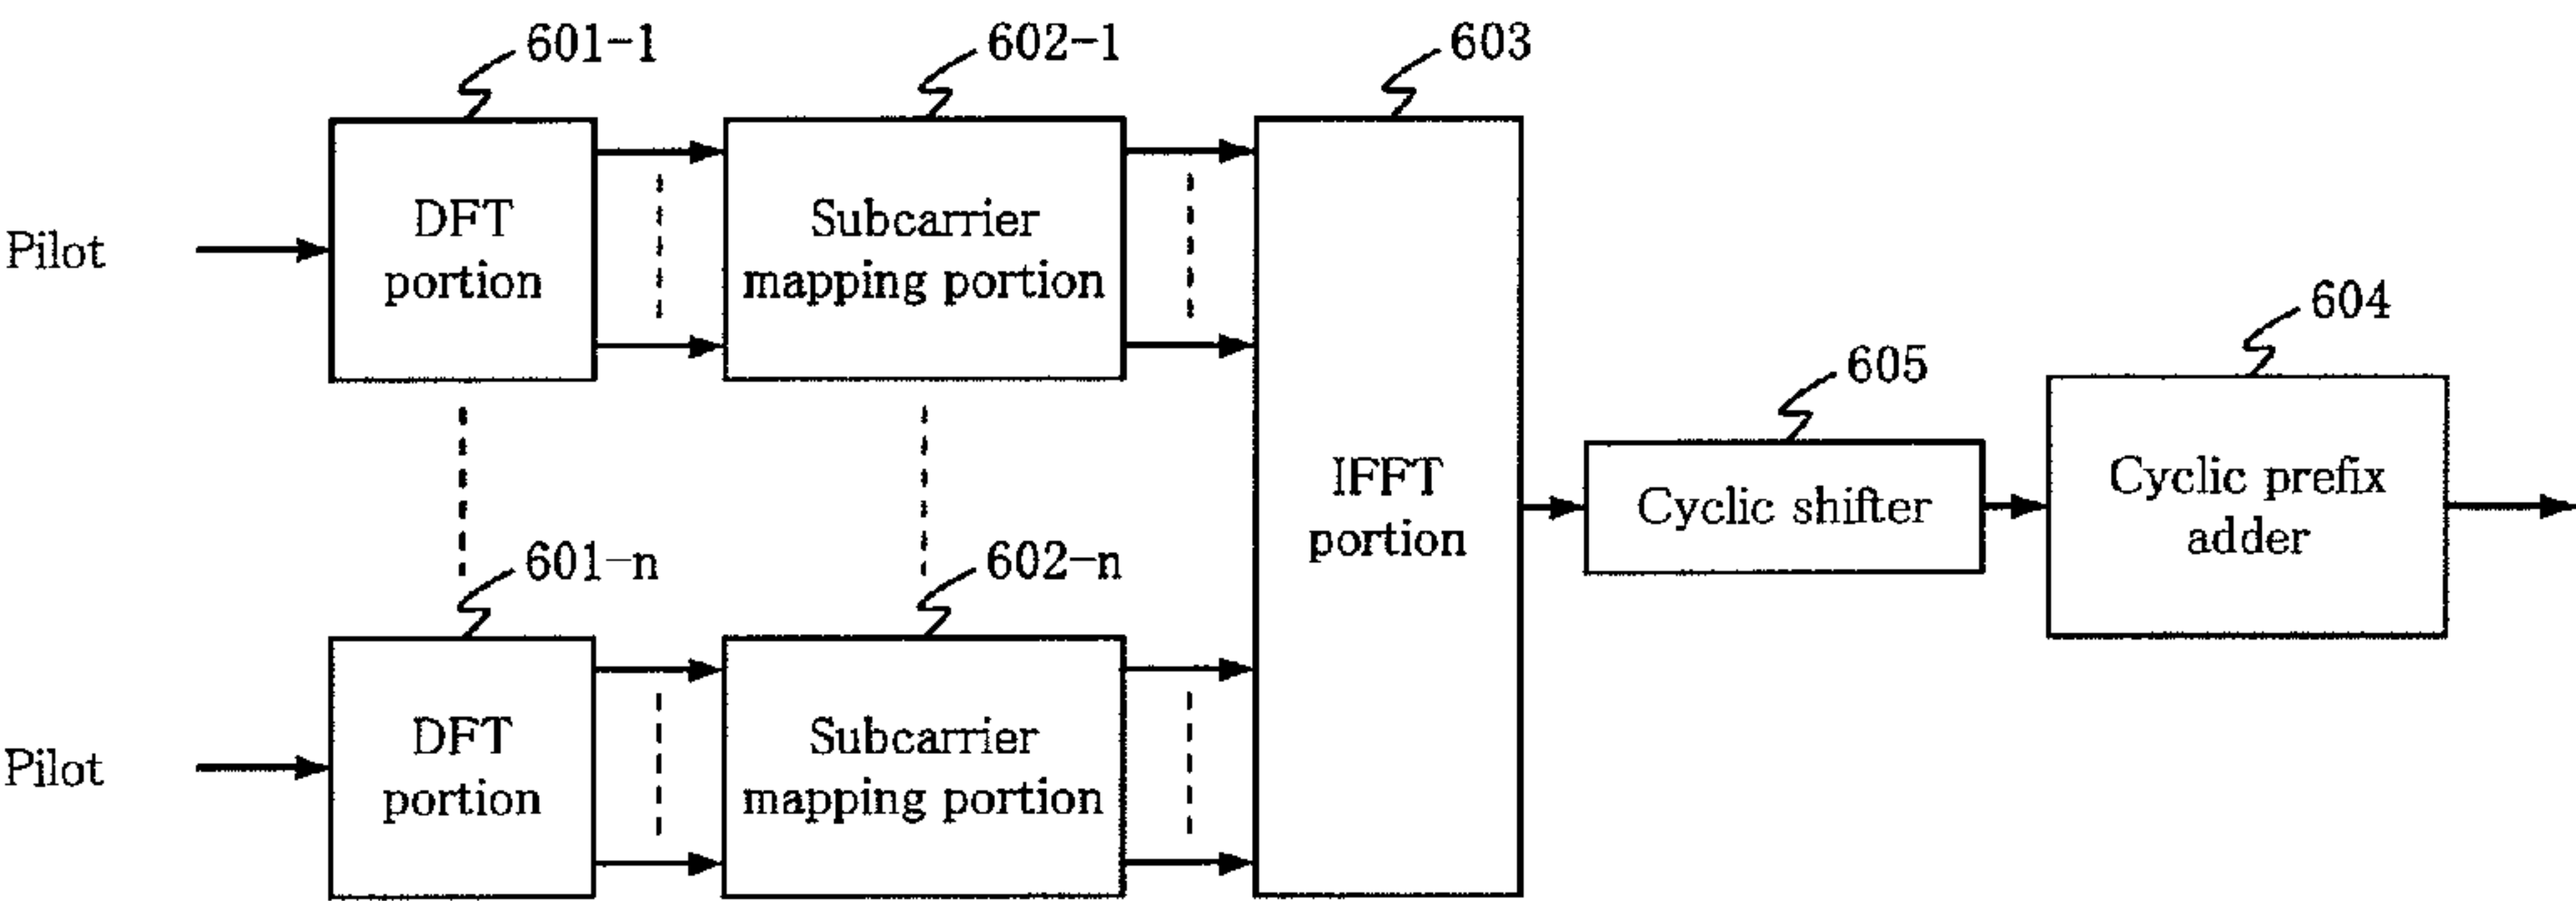 601-1
602-1
603
Pilot
DFT
portion
Subcarrier
mapping portion
604
605
IFFT
portion
Cyclic shifter
Cyclic prefix
adder
601-n
602-n
Pilot
DFT
portion
Subcarrier
mapping portion